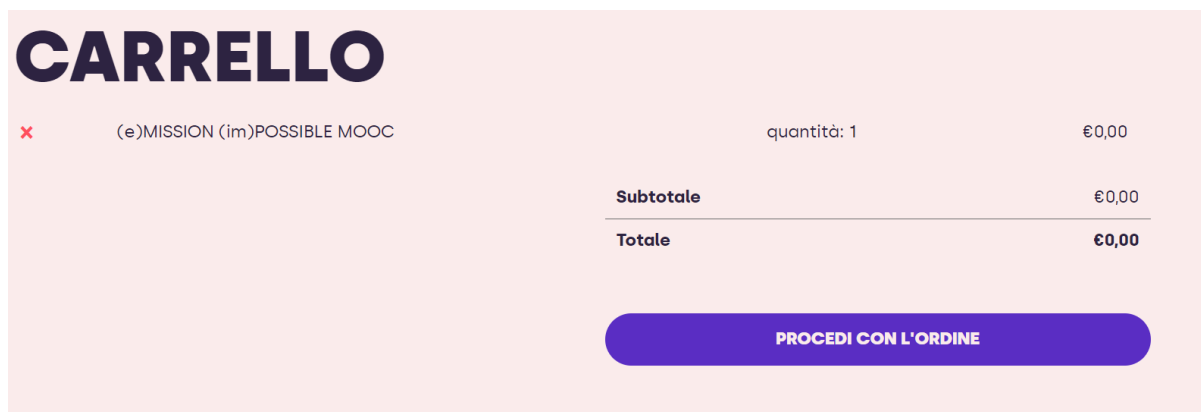 CARRELLO
(e)MISSION (im)POSSIBLE MOOC quantità: 1 €0,00
Subtotale €0,00
Totale €0,00
PROCEDI CON L'ORDINE